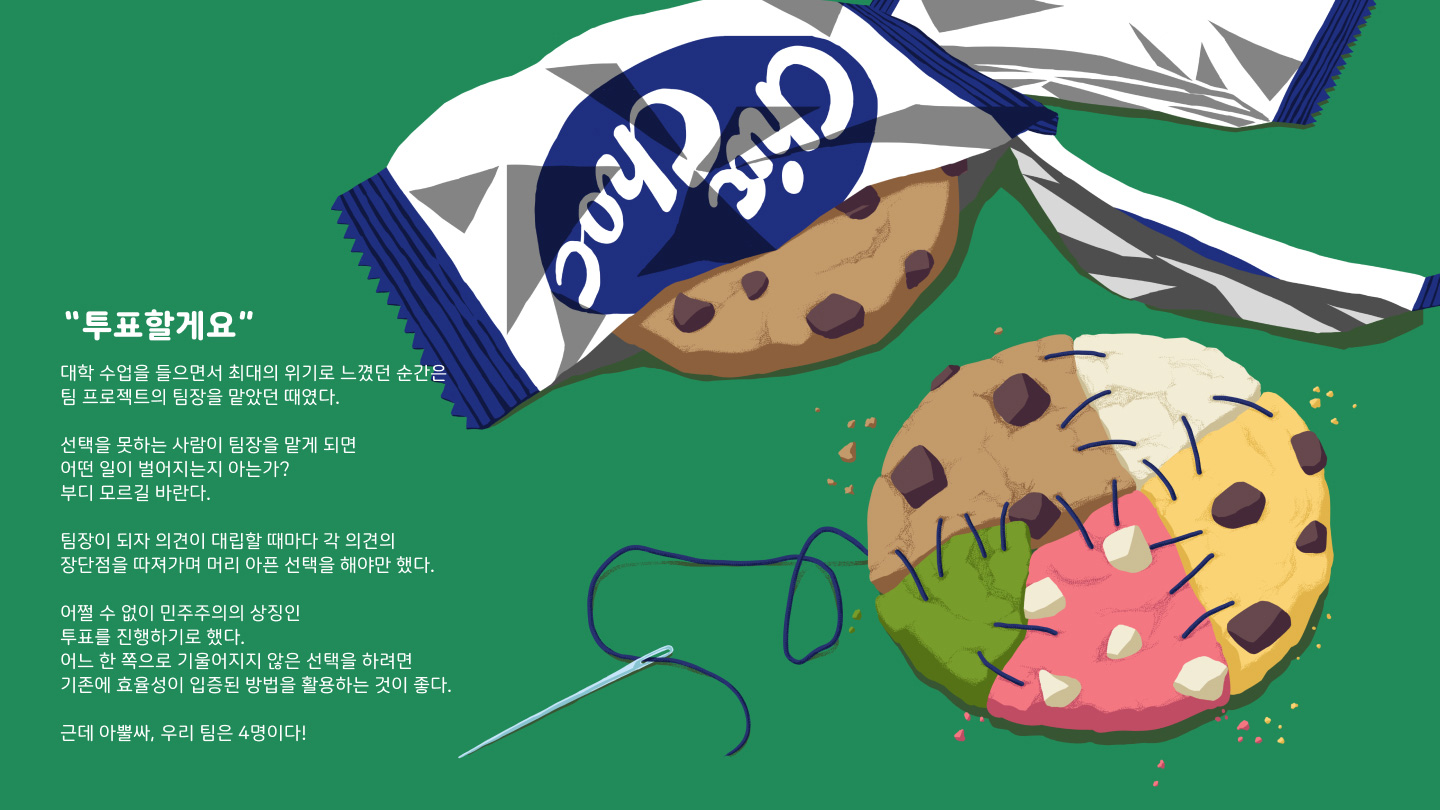 Chic
Choc
"투표할게요"
대학 수업을 들으면서 최대의 위기로 느꼈던 순간은
팀 프로젝트의 팀장을 맡았던 때였다.
선택을 못하는 사람이 팀장을 맡게 되면
어떤 일이 벌어지는지 아는가?
부디 모르길 바란다.
팀장이 되자 의견이 대립할 때마다 각 의견의
장단점을 따져가며 머리 아픈 선택을 해야만 했다.
어쩔 수 없이 민주주의의 상징인
투표를 진행하기로 했다.
어느 한 쪽으로 기울어지지 않은 선택을 하려면
기존에 효율성이 입증된 방법을 활용하는 것이 좋다.
근데 아뿔싸, 우리 팀은 4명이다!